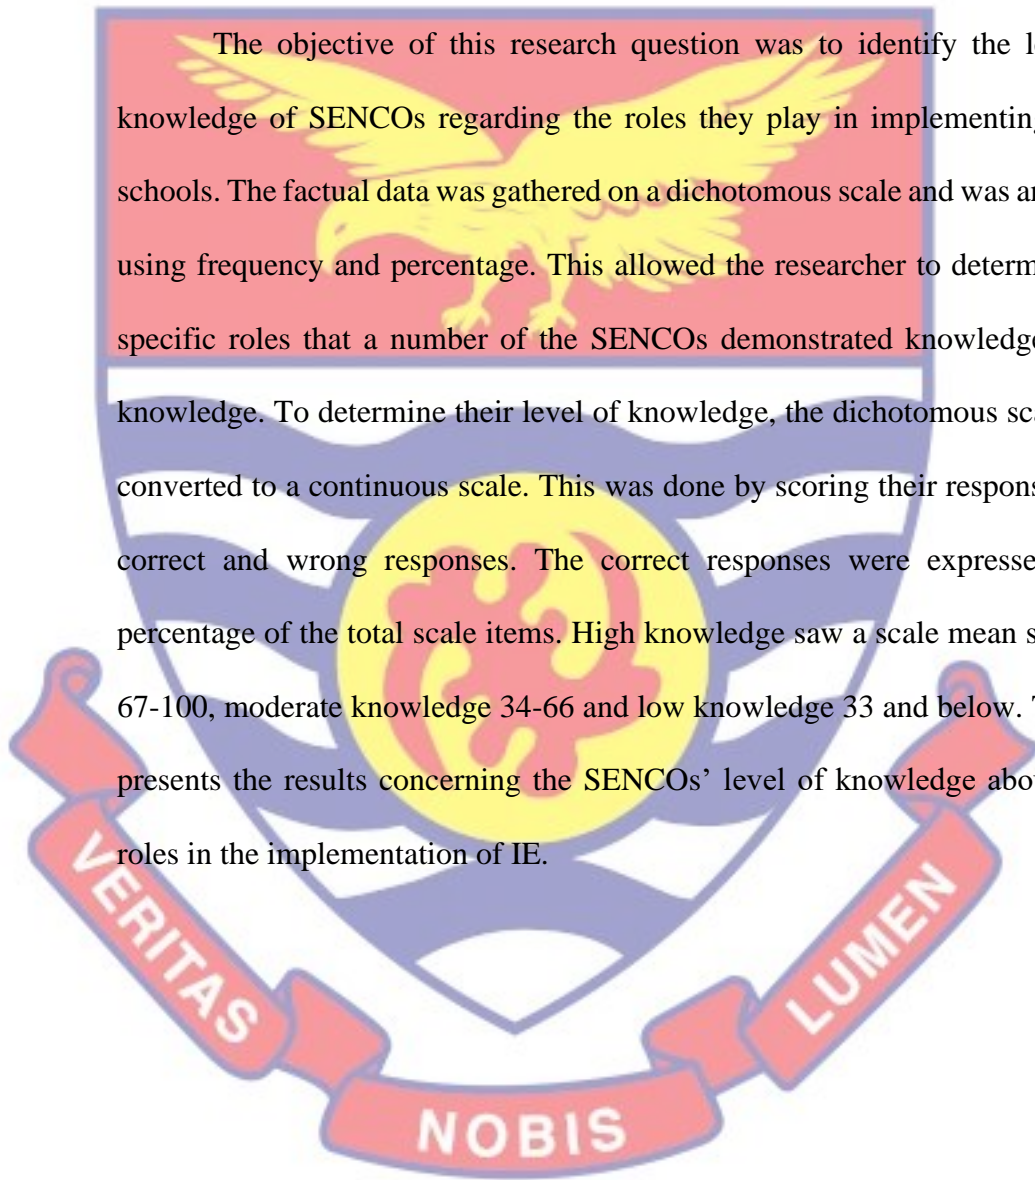 The objective of this research question was to identify the
knowledge of SENCOs regarding the roles they play in implementing
schools. The factual data was gathered on a dichotomous scale and was
using frequency and percentage. This allowed the researcher to
specific roles that a number of the SENCOs demonstrated knowledge
knowledge. To determine their level of knowledge, the dichotomous
converted to a continuous scale. This was done by scoring their
correct and wrong responses. The correct responses were
percentage of the total scale items. High knowledge saw a scale mean
67-100, moderate knowledge 34-66 and low knowledge 33 and below.
presents the results concerning the SENCOs’ level of knowledge
roles in the implementation of IE.
VERITAS
NOBIS
LUMEN